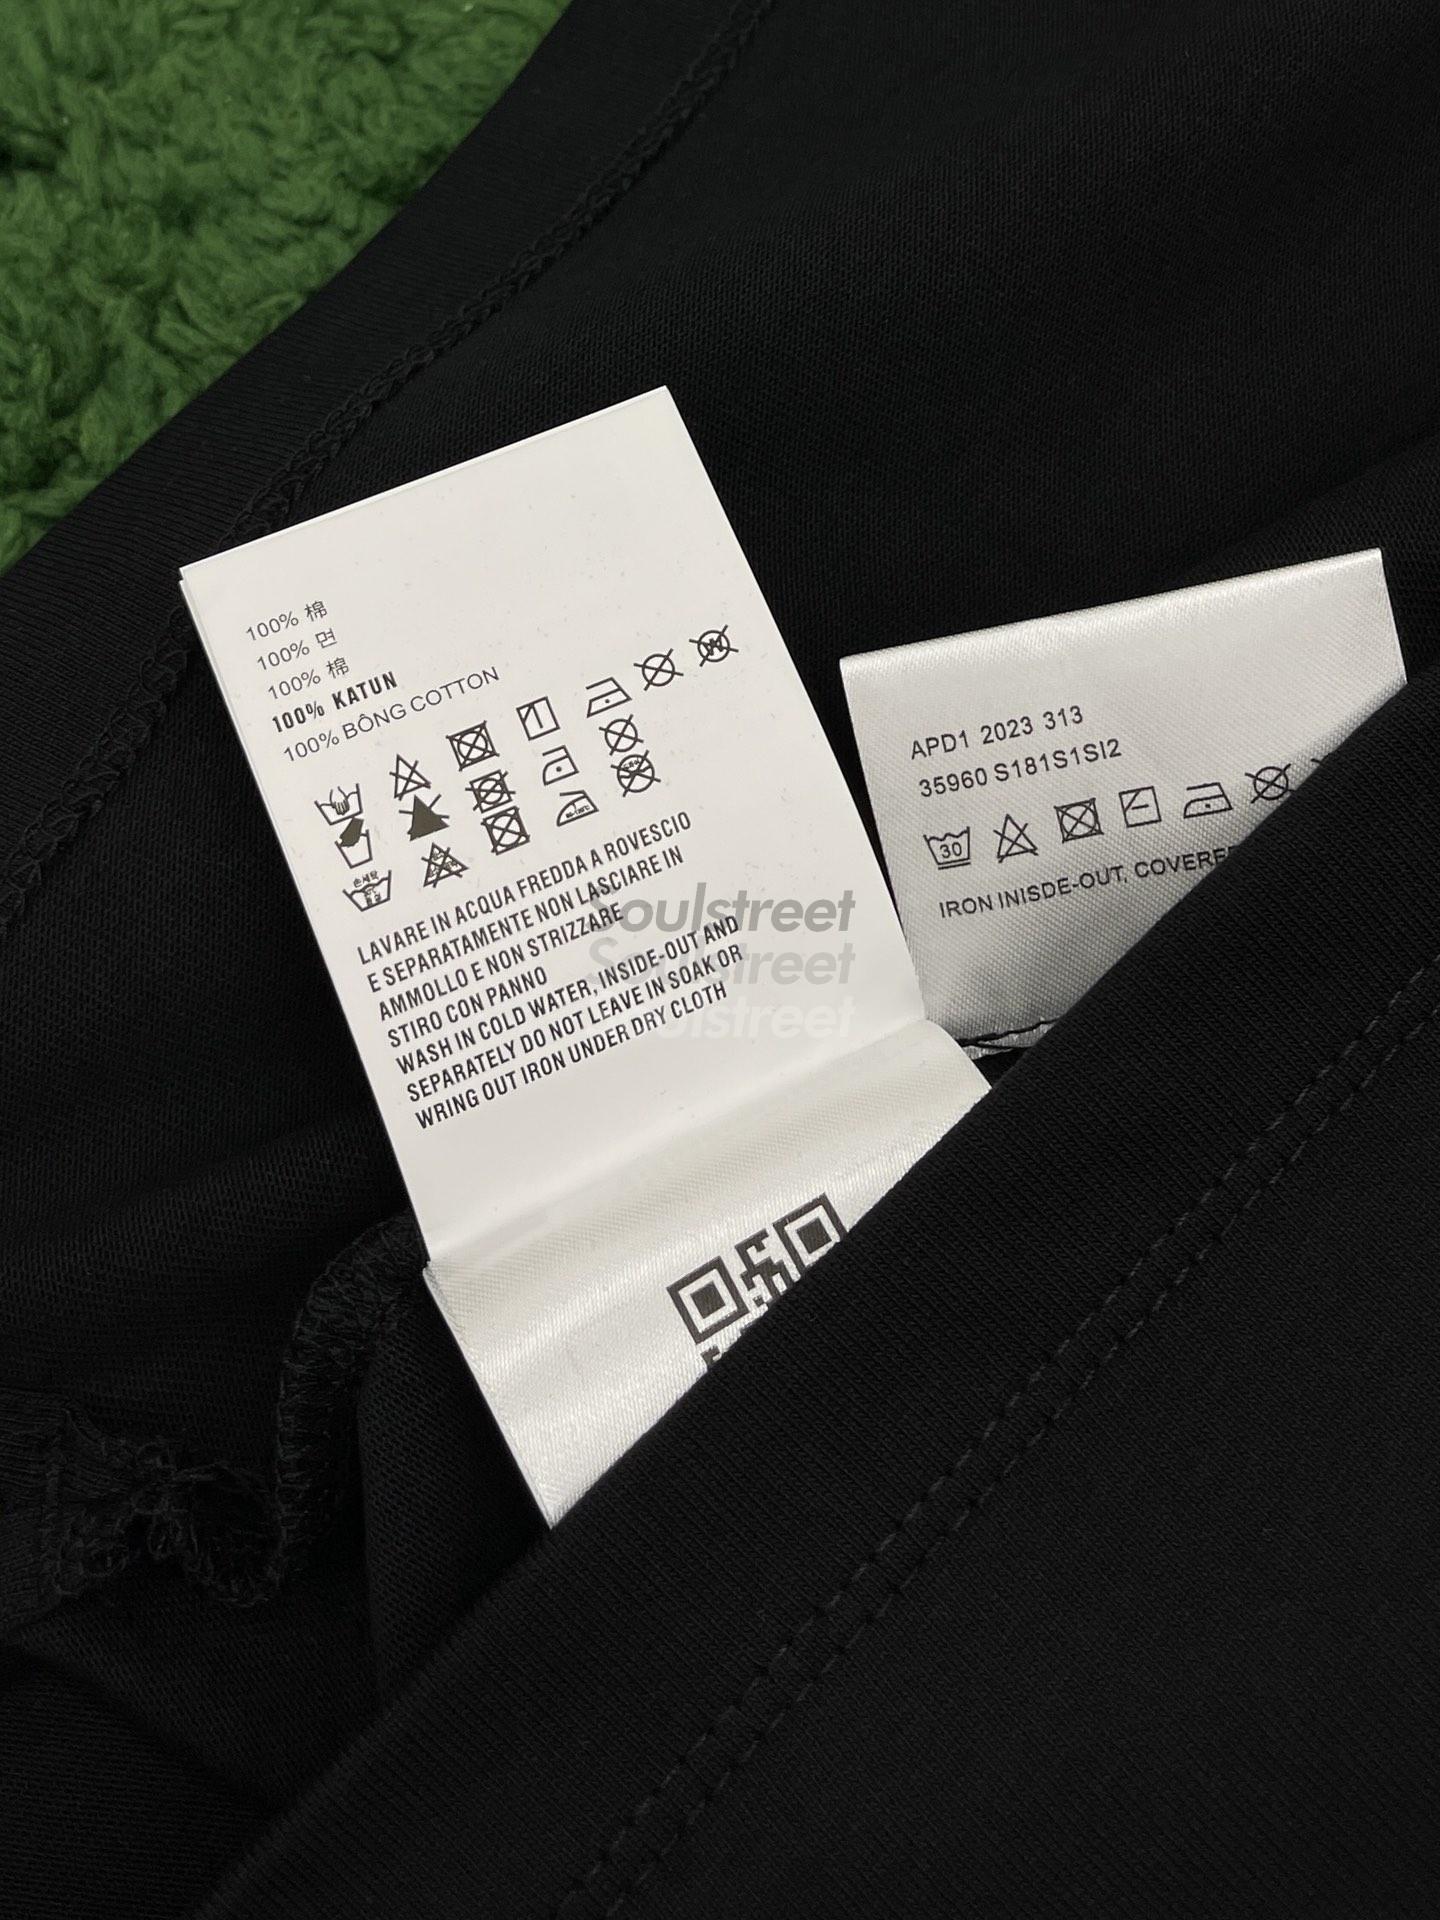 100% 棉
100% 면
100% 棉
100% KATUN
100% BÔNG COTTON
LAVARE IN ACQUA FREDDA A ROVESCIO
E SEPARATAMENTE NON LASCIARE IN
AMMOLLO E NON STRIZZARE
STIRO CON PANNO
WASH IN COLD WATER, INSIDE-OUT AND
SEPARATELY DO NOT LEAVE IN SOAK OR
WRING OUT IRON UNDER DRY CLOTH
Soulstreet
Soulstreet
Soulstreet
APD1 2023 313
35960 S181S1SI2
30
IRON INISDE-OUT, COVERE